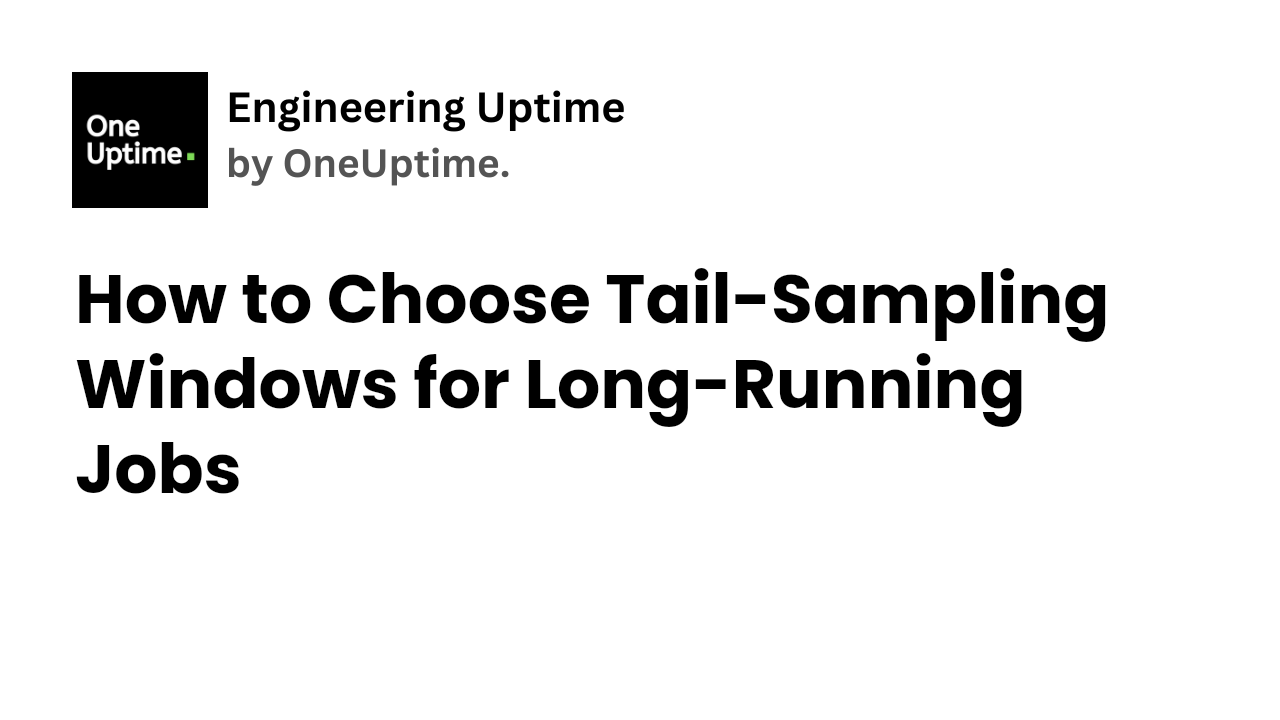 One
Uptime.
Engineering Uptime
by OneUptime.
How to Choose Tail-Sampling
Windows for Long-Running
Jobs